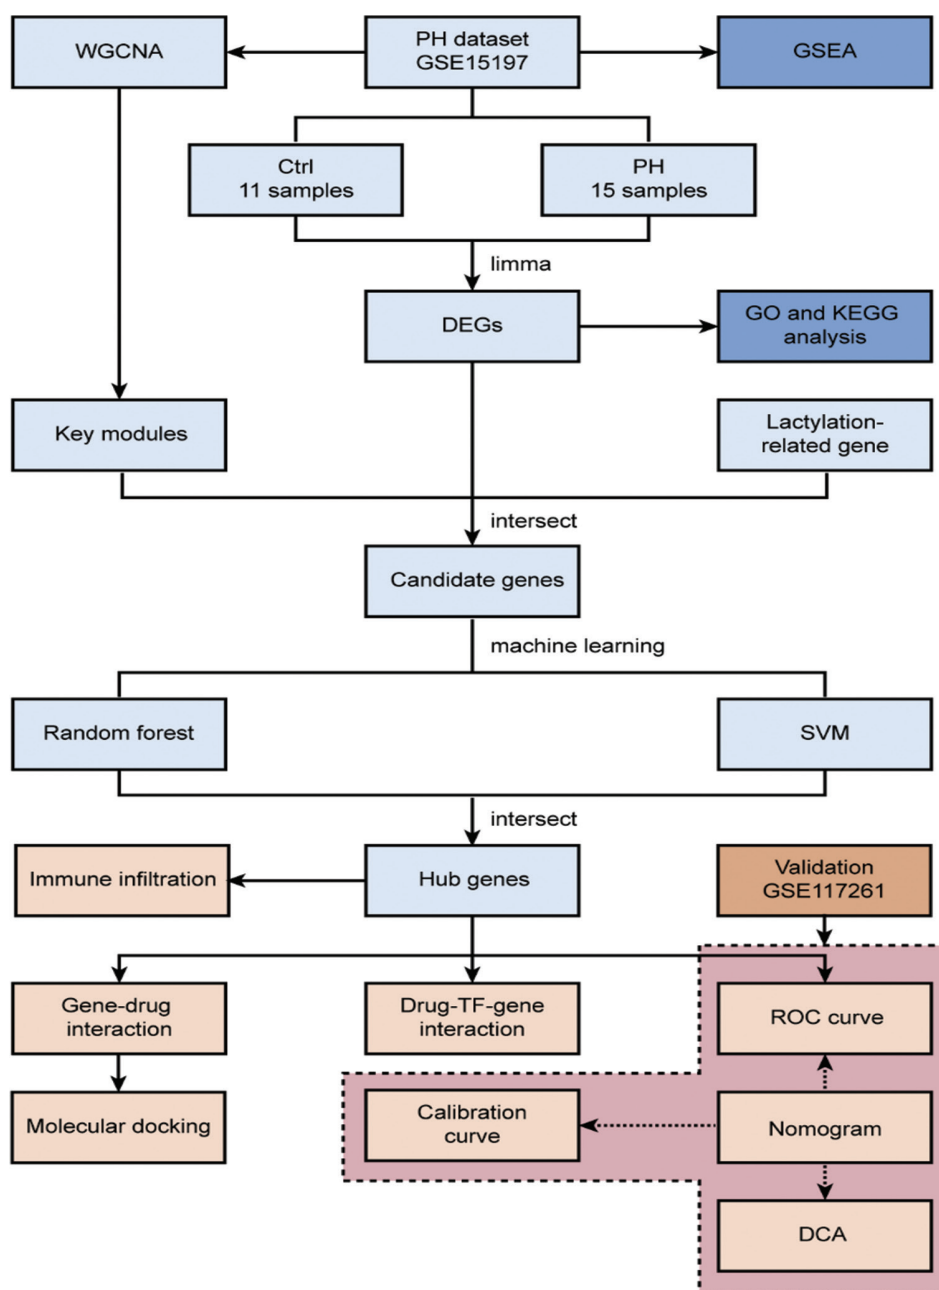 WGCNA
PH dataset
GSE15197
GSEA
Ctrl
11 samples
PH
15 samples
limma
DEGs
GO and KEGG
analysis
Key modules
Lactylation-
related gene
intersect
Candidate genes
machine learning
Random forest
SVM
intersect
Immune infiltration
Hub genes
Validation
GSE117261
Gene-drug
interaction
Drug-TF-gene
interaction
ROC curve
Molecular docking
Calibration
curve
Nomogram
DCA